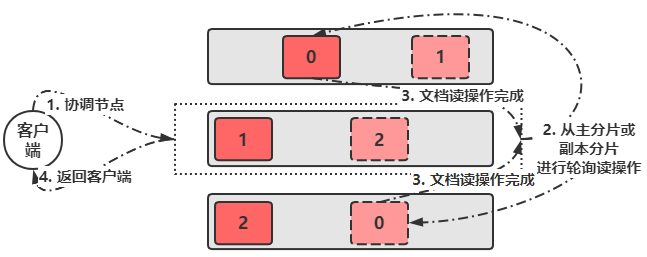 0
1
1. 协调节点
3. 文档读操作完成
客户
端
1
2
2. 从主分片或
副本分片
进行轮询读操作
4. 返回客户端
3. 文档读操作完成
2
0